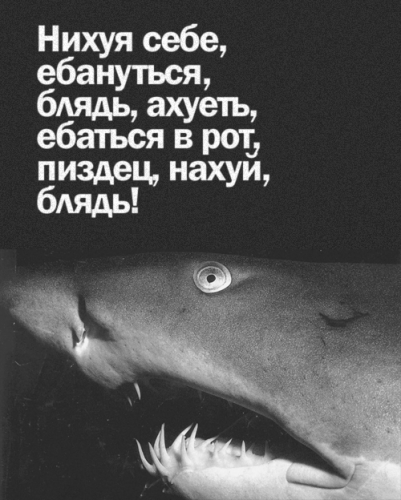 Нихуя себе,
ебануться,
блядь, ахуеть,
ебаться в рот,
пиздец, нахуй,
блядь!